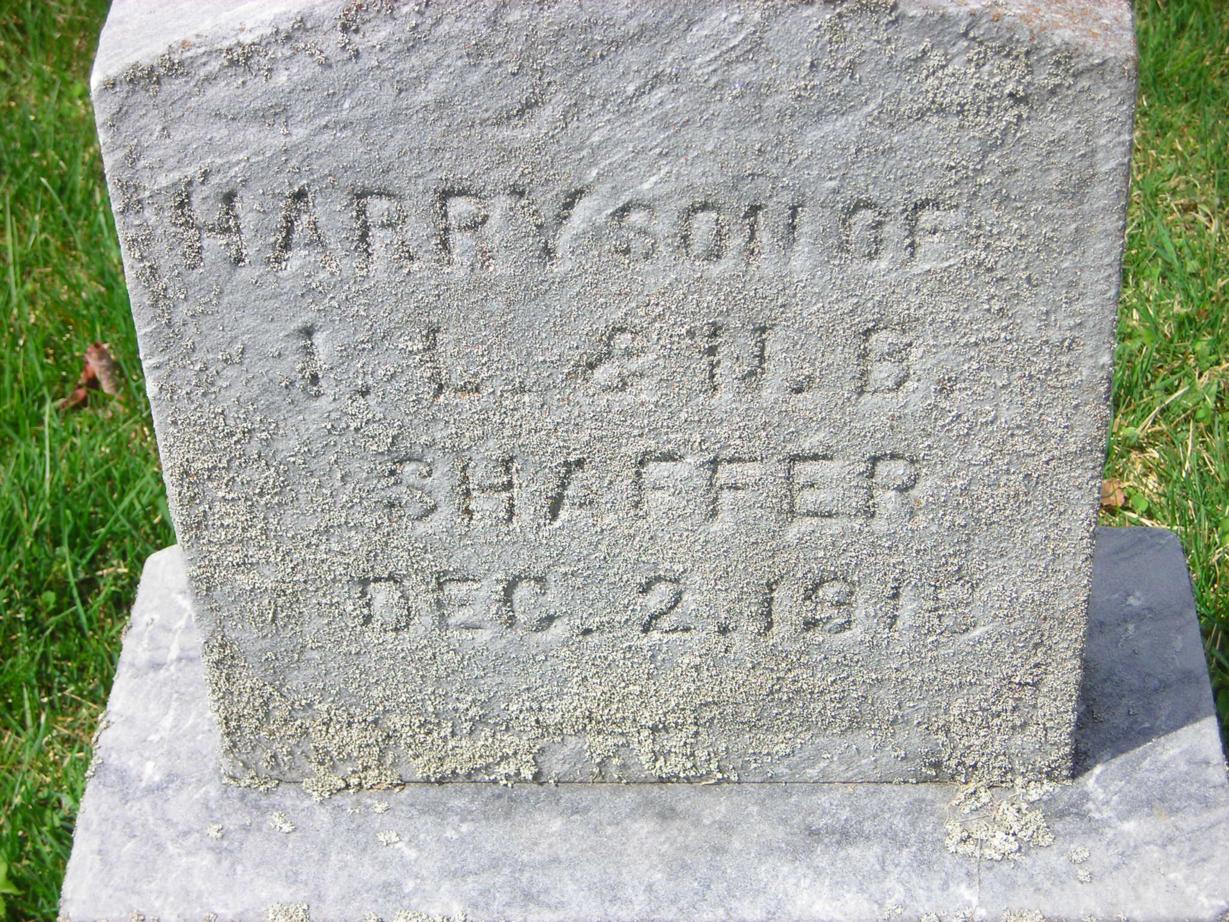 HARRY SON OF
I. L. & N. B.
SHAFFER
DEC. 2.